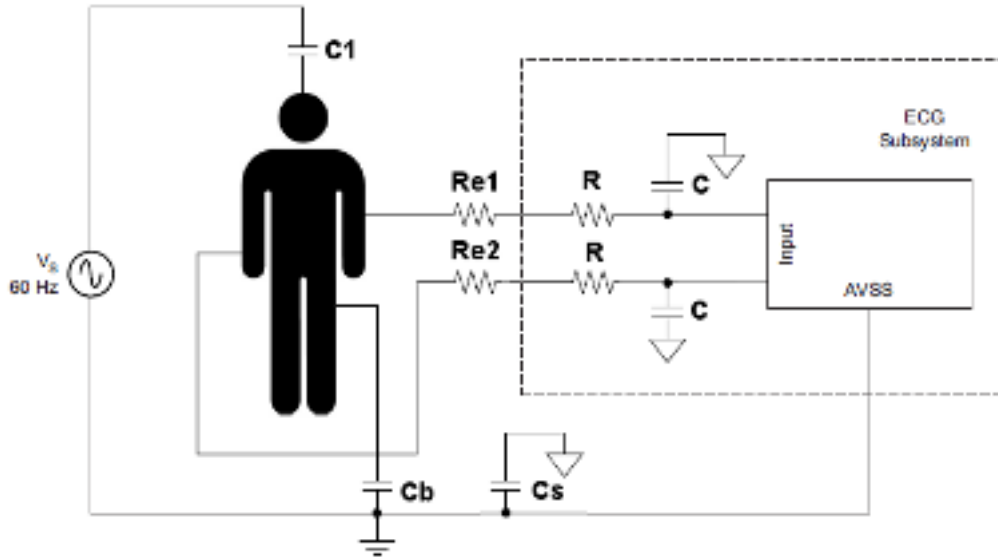 C1
ECG
Subsystem
Re1
R
C
Re2
R
Input
Vs
60 Hz
AVSS
C
Cb
Cs